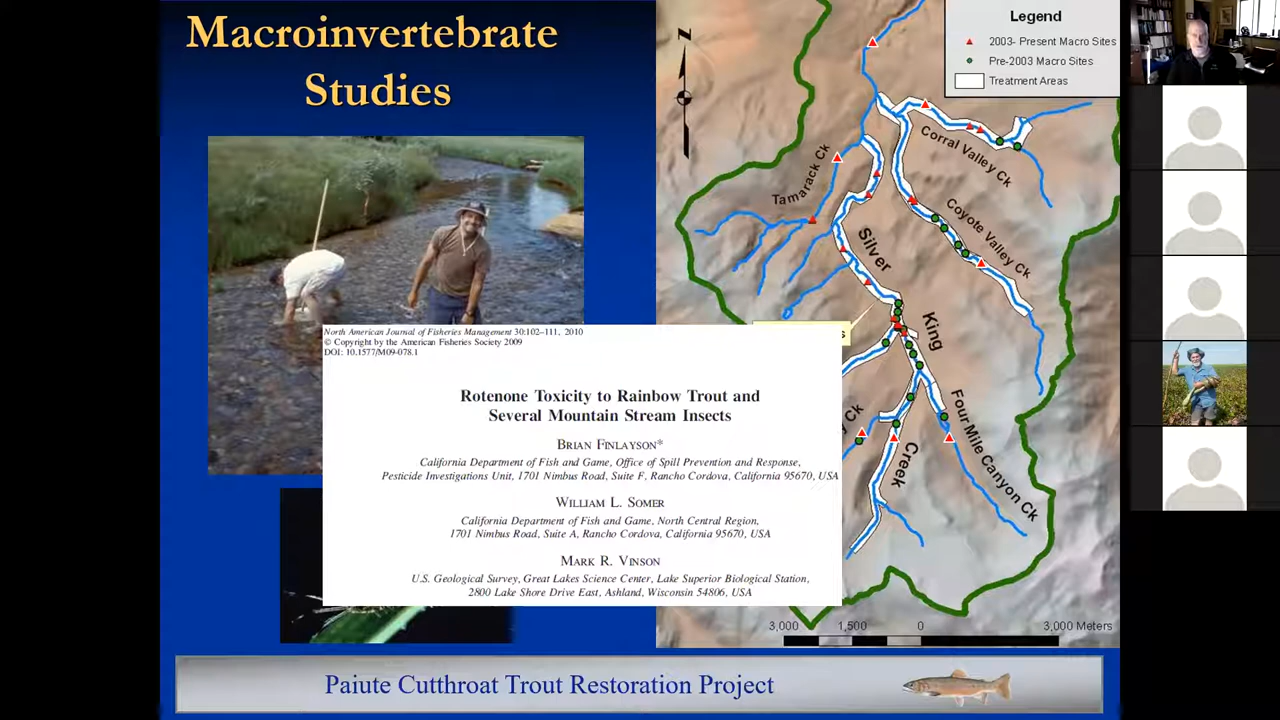 Macroinvertebrate
Studies
North American Journal of Fisheries Management 30:102–111, 2010
© Copyright by the American Fisheries Society 2009
DOI: 10.1577/M09-078.1
Rotenone Toxicity to Rainbow Trout and
Several Mountain Stream Insects
BRIAN FINLAYSON*
California Department of Fish and Game, Office of Spill Prevention and Response,
Pesticide Investigations Unit, 1701 Nimbus Road, Suite F, Rancho Cordova, California 95670, USA
WILLIAM L. SOMER
California Department of Fish and Game, North Central Region,
1701 Nimbus Road, Suite A, Rancho Cordova, California 95670, USA
MARK R. VINSON
U.S. Geological Survey, Great Lakes Science Center, Lake Superior Biological Station,
2800 Lake Shore Drive East, Ashland, Wisconsin 54806, USA
N
Legend
2003- Present Macro Sites
Pre-2003 Macro Sites
Treatment Areas
Corral Valley Ck
Tamarack Ck
Coyote Valley Ck
Silver
King
Creek
Four Mile Canyon Ck
y Ck
s
3,000 1,500 0 3,000 Meters
Paiute Cutthroat Trout Restoration Project